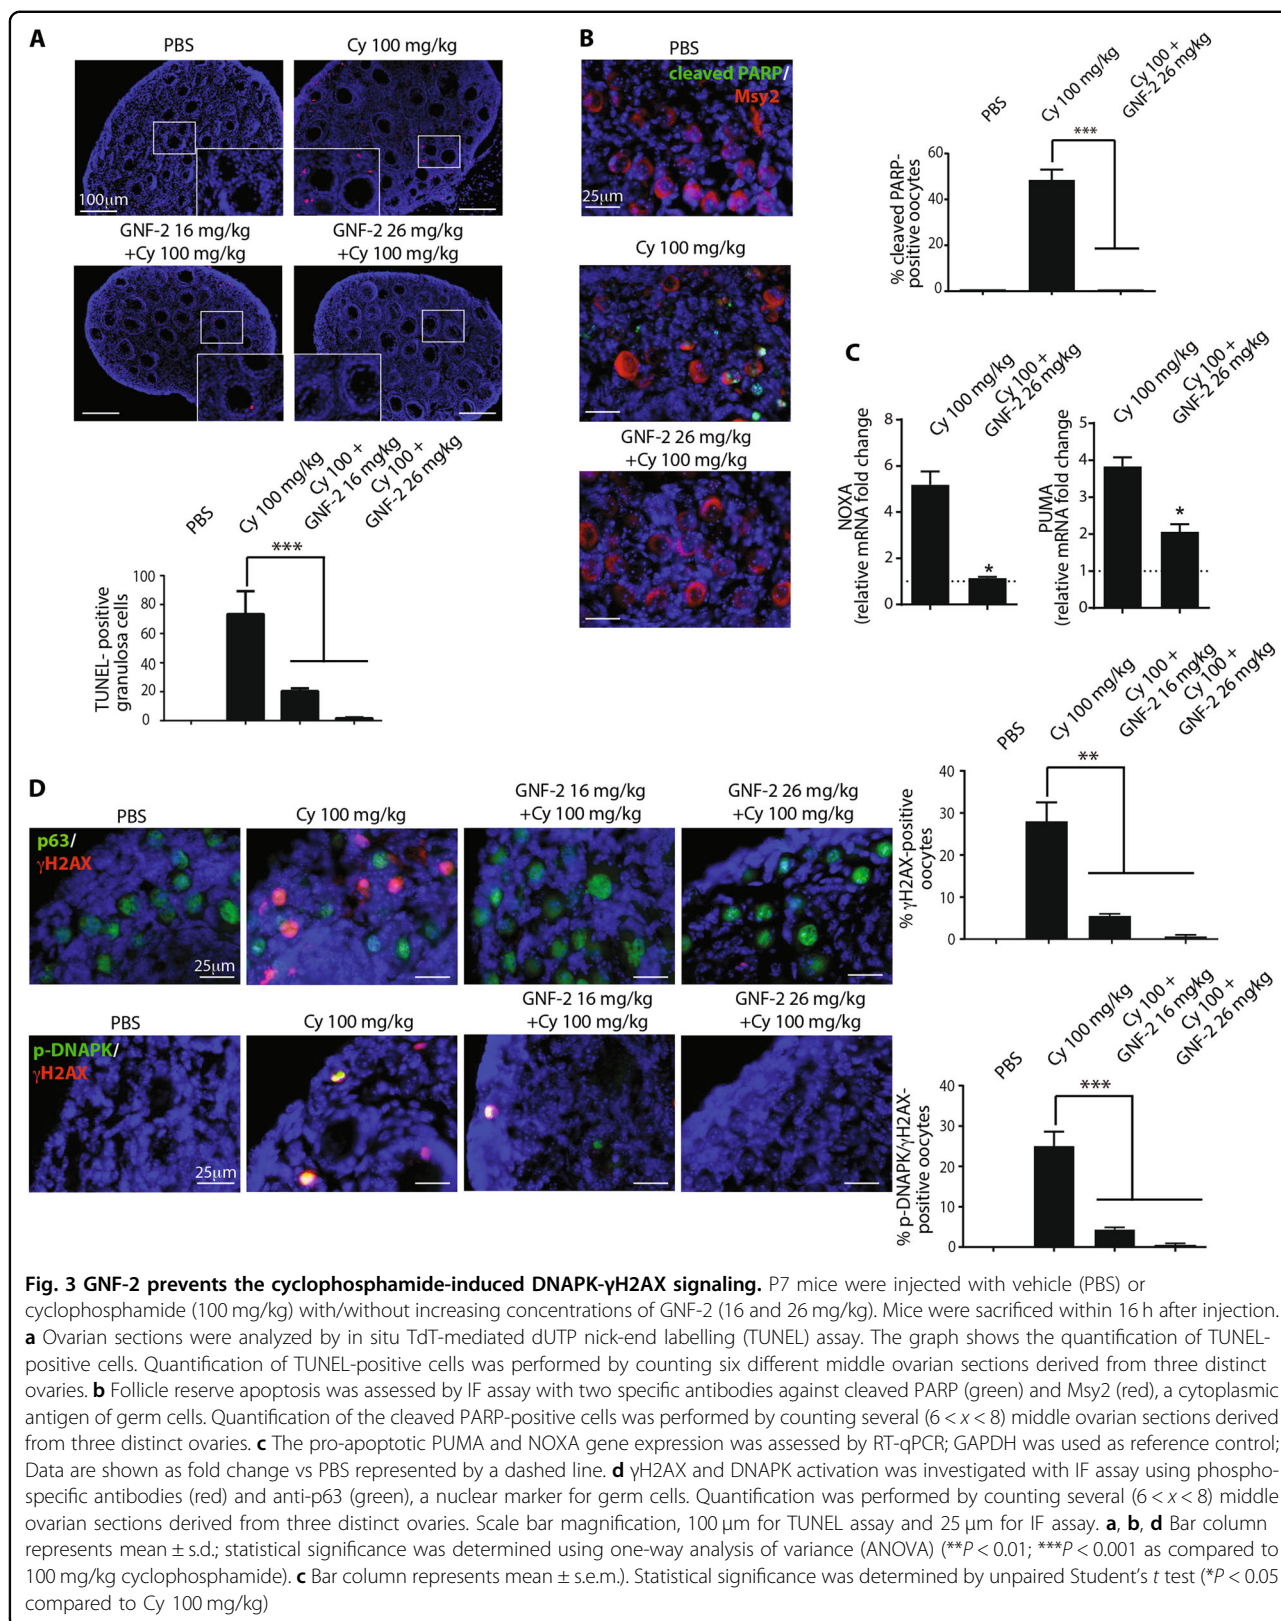 A
PBS
Cy 100 mg/kg
100µm
GNF-2 16 mg/kg
+Cy 100 mg/kg
GNF-2 26 mg/kg
+Cy 100 mg/kg
PBS
Cy 100 mg/kg
Cy 100 +
GNF-2 16 mg/kg
Cy 100 +
GNF-2 26 mg/kg
***
100
80
60
40
20
0
TUNEL- positive
granulosa cells
B
PBS
cleaved PARP/
Msy2
25µm
Cy 100 mg/kg
GNF-2 26 mg/kg
+Cy 100 mg/kg
PBS
Cy 100 mg/kg
Cy 100 +
GNF-2 26 mg/kg
***
60
40
20
0
% cleaved PARP-
positive oocytes
C
Cy 100 mg/kg
Cy 100 +
GNF-2 26 mg/kg
8
6
4
2
0
*
NOXA
(relative mRNA fold change
Cy 100 mg/kg
Cy 100 +
GNF-2 26 mg/kg
5
4
3
2
1
0
*
PUMA
(relative mRNA fold change
D
PBS
Cy 100 mg/kg
GNF-2 16 mg/kg
+Cy 100 mg/kg
GNF-2 26 mg/kg
+Cy 100 mg/kg
p63/
γH2AX
25µm
PBS
Cy 100 mg/kg
Cy 100 +
GNF-2 16 mg/kg
Cy 100 +
GNF-2 26 mg/kg
**
40
30
20
10
0
% γH2AX-positive
oocytes
PBS
Cy 100 mg/kg
GNF-2 16 mg/kg
+Cy 100 mg/kg
GNF-2 26 mg/kg
+Cy 100 mg/kg
p-DNAPK/
γH2AX
25µm
PBS
Cy 100 mg/kg
Cy 100 +
GNF-2 16 mg/kg
Cy 100 +
GNF-2 26 mg/kg
***
40
30
20
10
0
% p-DNAPK/γH2AX-
positive oocytes
Fig. 3 GNF-2 prevents the cyclophosphamide-induced DNAPK-γH2AX signaling. P7 mice were injected with vehicle (PBS) or
cyclophosphamide (100 mg/kg) with/without increasing concentrations of GNF-2 (16 and 26 mg/kg). Mice were sacrificed within 16 h after injection.
a Ovarian sections were analyzed by in situ TdT-mediated dUTP nick-end labelling (TUNEL) assay. The graph shows the quantification of TUNEL-
positive cells. Quantification of TUNEL-positive cells was performed by counting six different middle ovarian sections derived from three distinct
ovaries. b Follicle reserve apoptosis was assessed by IF assay with two specific antibodies against cleaved PARP (green) and Msy2 (red), a cytoplasmic
antigen of germ cells. Quantification of the cleaved PARP-positive cells was performed by counting several (6 < x < 8) middle ovarian sections derived
from three distinct ovaries. c The pro-apoptotic PUMA and NOXA gene expression was assessed by RT-qPCR; GAPDH was used as reference control;
Data are shown as fold change vs PBS represented by a dashed line. d γH2AX and DNAPK activation was investigated with IF assay using phospho-
specific antibodies (red) and anti-p63 (green), a nuclear marker for germ cells. Quantification was performed by counting several (6 < x < 8) middle
ovarian sections derived from three distinct ovaries. Scale bar magnification, 100 µm for TUNEL assay and 25 µm for IF assay. a, b, d Bar column
represents mean ± s.d.; statistical significance was determined using one-way analysis of variance (ANOVA) (**P < 0.01; ***P < 0.001 as compared to
100 mg/kg cyclophosphamide). c Bar column represents mean ± s.e.m.). Statistical significance was determined by unpaired Student's t test (*P < 0.05
compared to Cy 100 mg/kg)